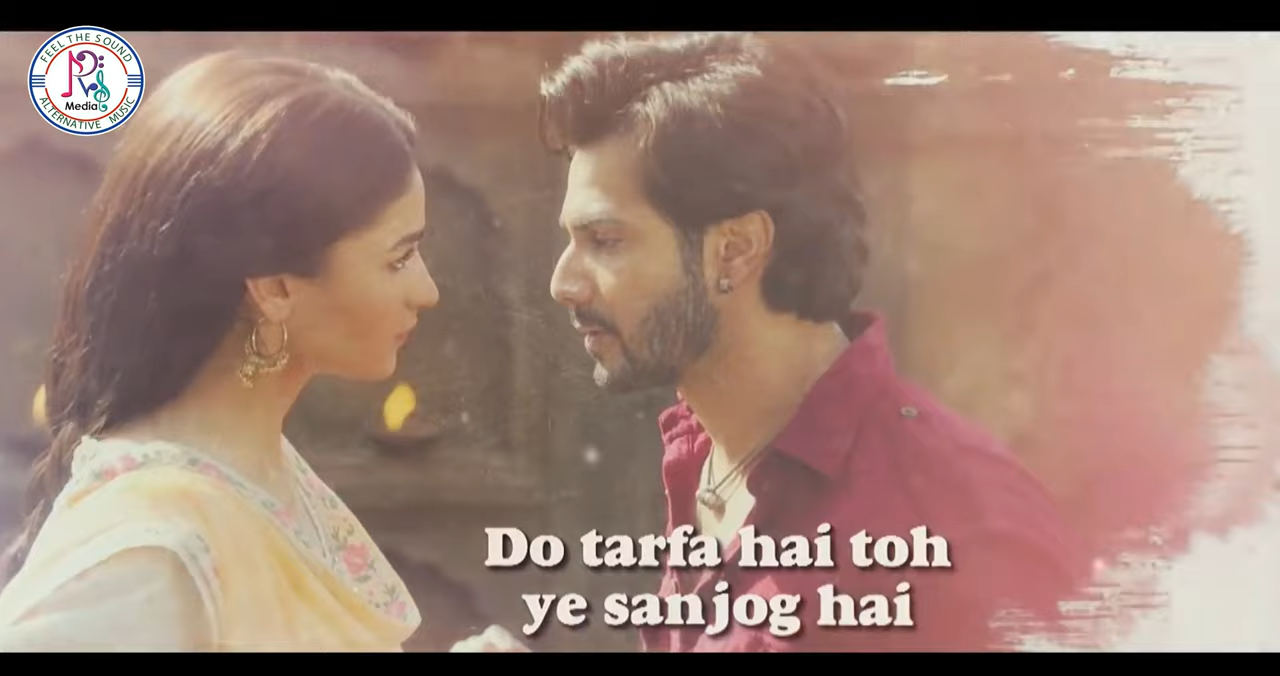 FEEL THE SOUND
Media
ALTERNATIVE MUSIC
Do tarfa hai toh
ye sanjog hai